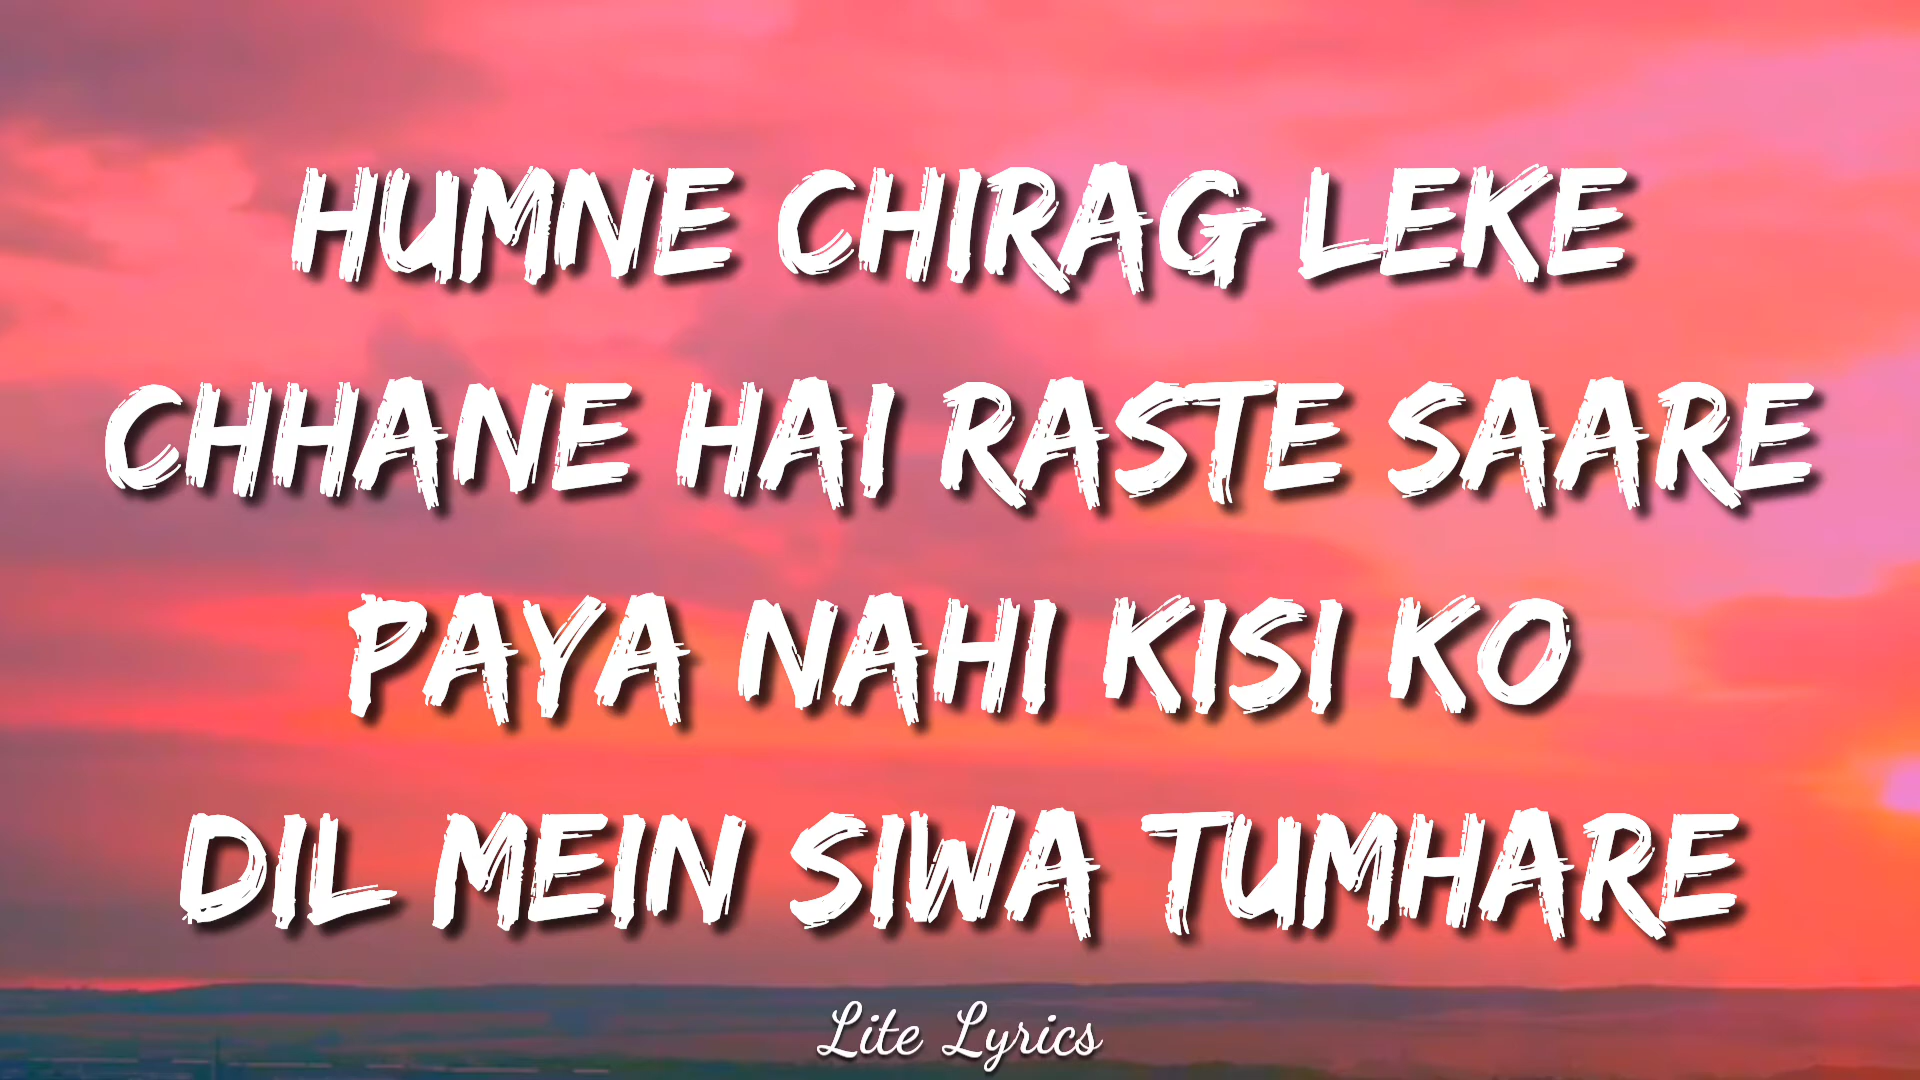 HUMNE CHIRAG LEKE
CHHANE HAI RASTE SAARE
PAYA NAHI KISI KO
DIL MEIN SIWA TUMHARE
Lite Lyrics